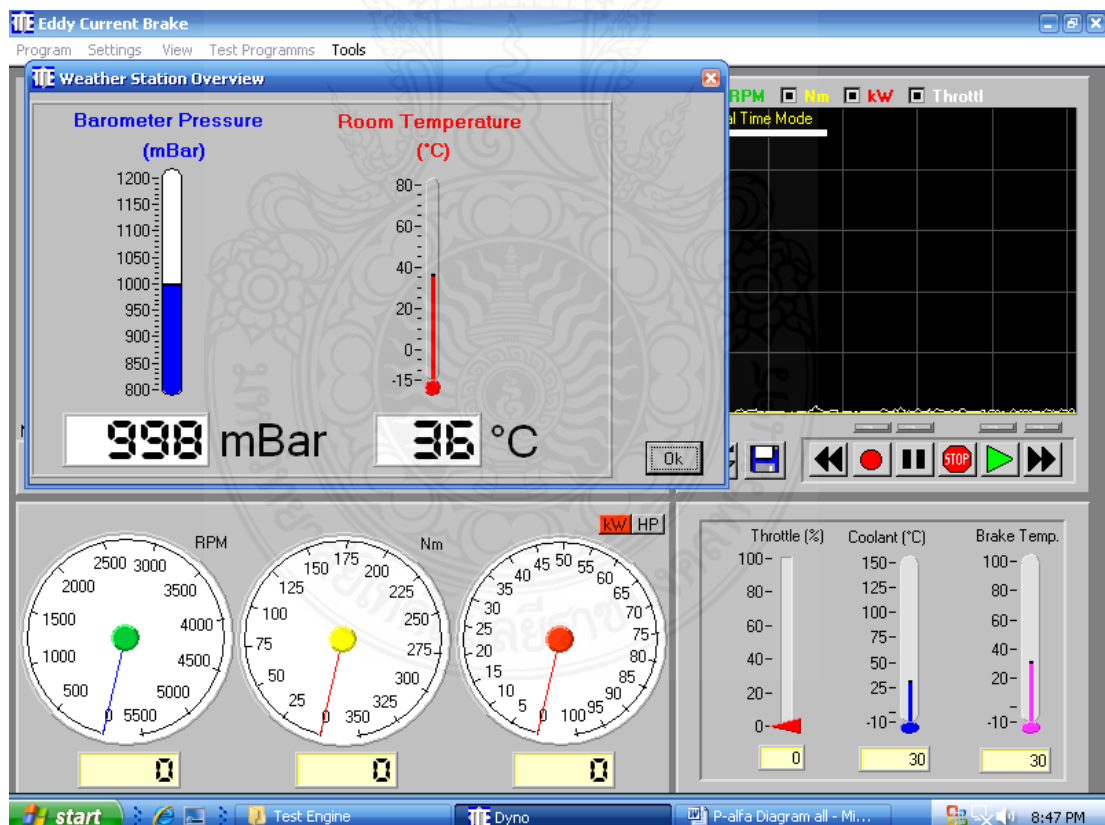 TTE Eddy Current Brake
Program Settings View Test Programms Tools
TTE Weather Station Overview
Barometer Pressure
(mBar)
1200
1150
1100
1050
1000
950
900
850
800
998 mBar
Room Temperature
(°C)
80
60
40
20
0
-15
36 °C
Ok
RPM Nm kW Throttl
al Time Mode
STOP
kW HP
RPM
0 500 1000 1500 2000 2500 3000 3500 4000 4500 5000 5500
0
Nm
0 25 50 75 100 125 150 175 200 225 250 275 300 325 350
0
0 5 10 15 20 25 30 35 40 45 50 55 60 65 70 75 80 85 90 95 100
0
Throttle (%)
100
80
60
40
20
0
0
Coolant (°C)
150
125
100
75
50
25
-10
30
Brake Temp.
100
80
60
40
20
-10
30
start Test Engine TTE Dyno P-alfa Diagram all - Mi... 8:47 PM